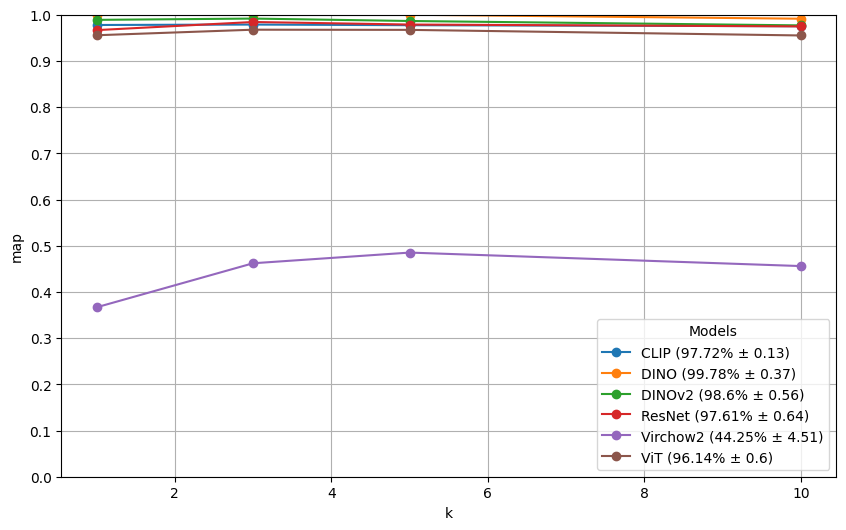 1.0
0.9
0.8
0.7
0.6
0.5
0.4
0.3
0.2
0.1
0.0
map
2
4
6
8
10
k
Models
CLIP (97.72% ± 0.13)
DINO (99.78% ± 0.37)
DINOv2 (98.6% ± 0.56)
ResNet (97.61% ± 0.64)
Virchow2 (44.25% ± 4.51)
ViT (96.14% ± 0.6)